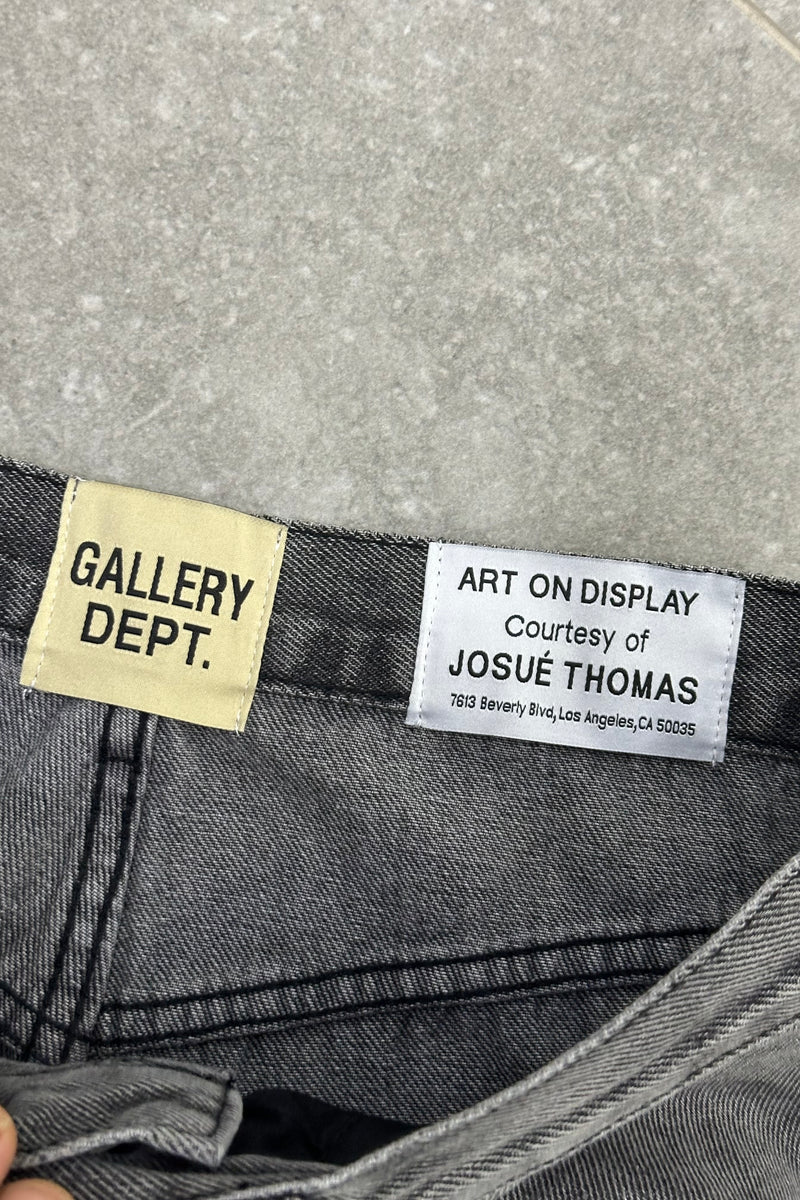 GALLERY
DEPT.
ART ON DISPLAY
Courtesy of
JOSUÉ THOMAS
7613 Beverly Blvd, Los Angeles, CA 50035